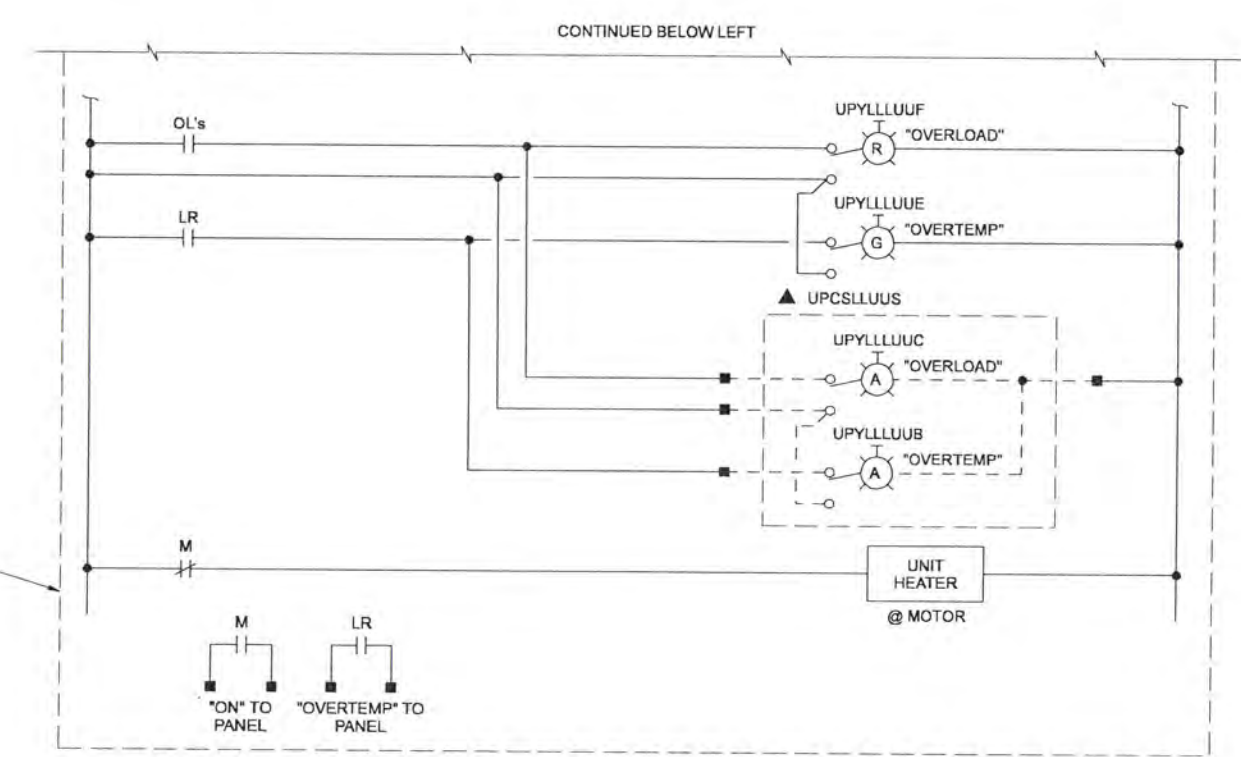 CONTINUED BELOW LEFT
OL's
UPYLLLUUF
"OVERLOAD"
R
LR
UPYLLLUUE
"OVERTEMP"
G
UPCSLLUUS
UPYLLLUUC
"OVERLOAD"
A
UPYLLLUUB
"OVERTEMP"
A
M
UNIT
HEATER
@ MOTOR
M
LR
"ON" TO
PANEL
"OVERTEMP" TO
PANEL